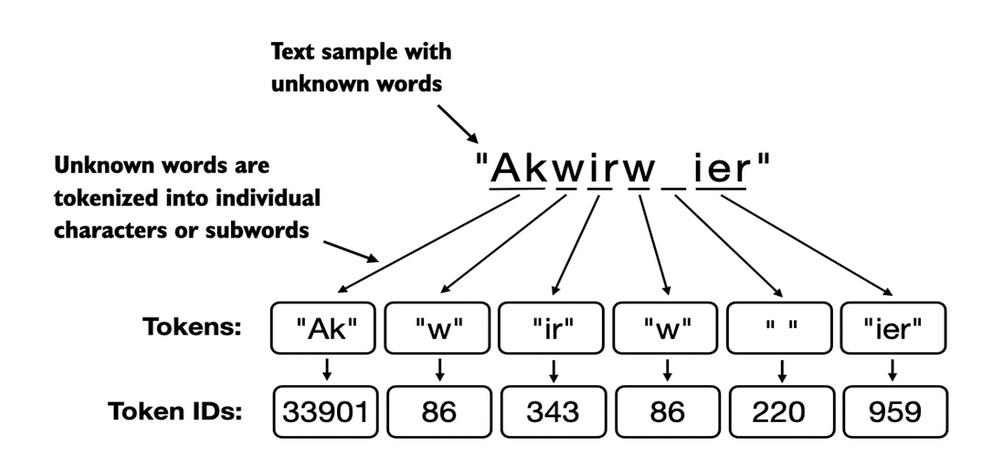 Text sample with
unknown words
"Akwirw ier"
Unknown words are
tokenized into individual
characters or subwords
Tokens: "Ak" "w" "ir" "w" " " "ier"
Token IDs: 33901 86 343 86 220 959